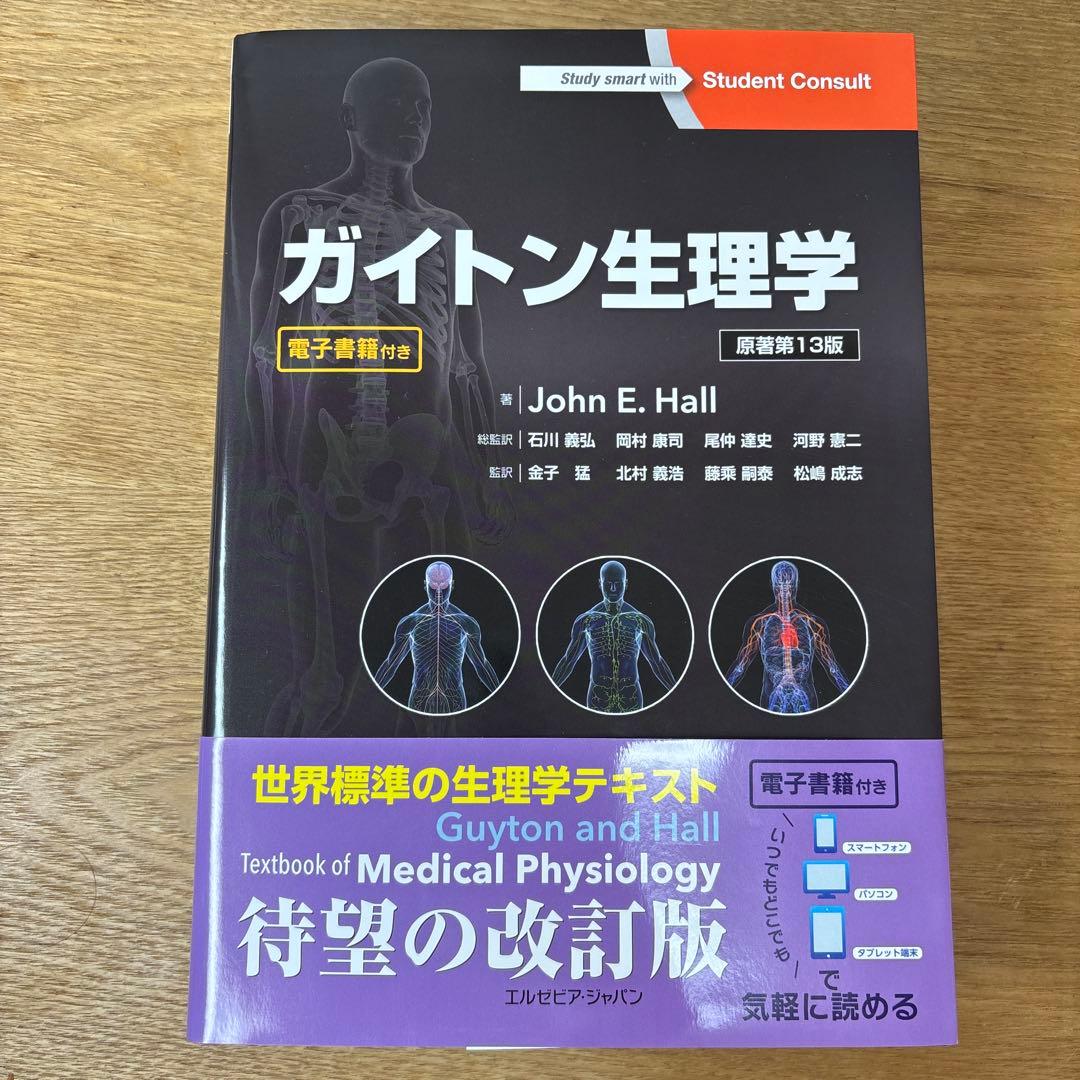 Study smart with Student Consult
ガイトン生理学
電子書籍付き
原著第13版
著 John E. Hall
総監訳 石川 義弘 岡村 康司 尾仲 達史 河野 憲二
監訳 金子 猛 北村 義浩 藤乘 嗣泰 松嶋 成志
世界標準の生理学テキスト
Guyton and Hall
Textbook of Medical Physiology
待望の改訂版
エルゼビア・ジャパン
電子書籍付き
いつでもどこでも
スマートフォン
パソコン
タブレット端末
で
気軽に読める